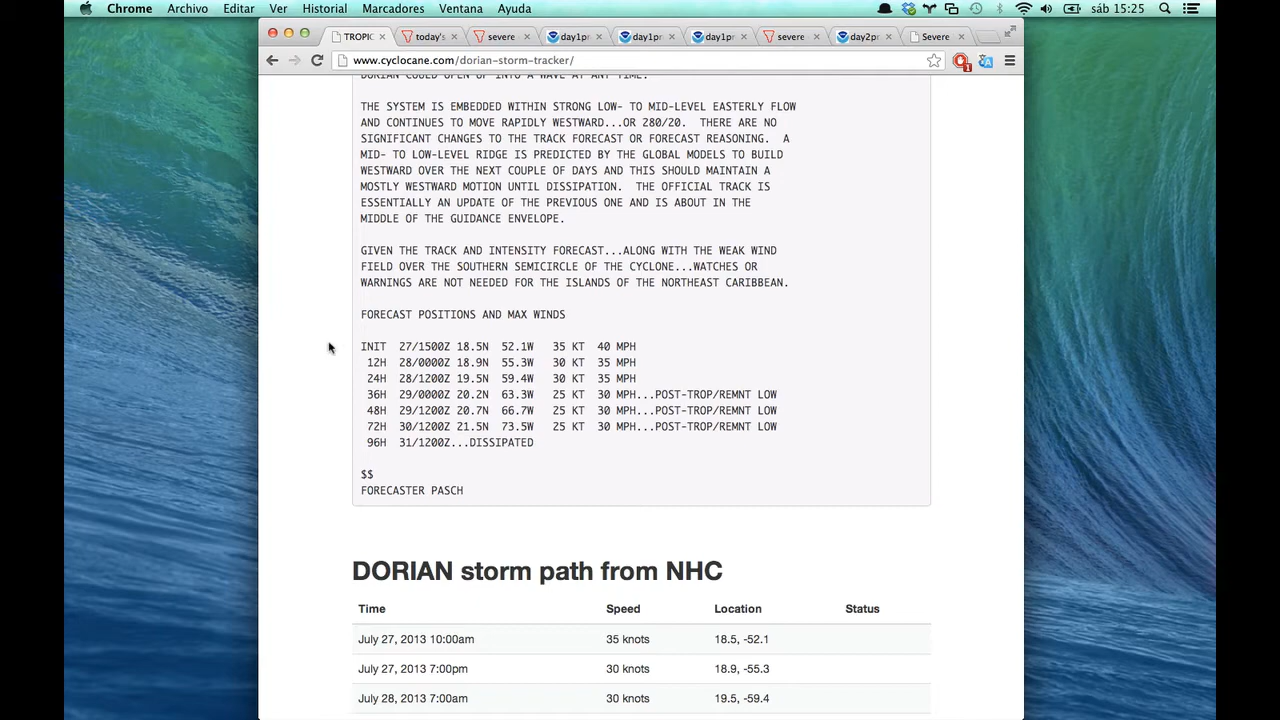 Chrome Archivo Editar Ver Historial Marcadores Ventana Ayuda sáb 15:25
TROPIC today's severe day1pr day1pr day1pr severe day2pr Severe
www.cyclocane.com/dorian-storm-tracker/
1
DORIAN COULD OPEN UP INTO A WAVE AT ANY TIME.
THE SYSTEM IS EMBEDDED WITHIN STRONG LOW- TO MID-LEVEL EASTERLY FLOW
AND CONTINUES TO MOVE RAPIDLY WESTWARD...OR 280/20. THERE ARE NO
SIGNIFICANT CHANGES TO THE TRACK FORECAST OR FORECAST REASONING. A
MID- TO LOW-LEVEL RIDGE IS PREDICTED BY THE GLOBAL MODELS TO BUILD
WESTWARD OVER THE NEXT COUPLE OF DAYS AND THIS SHOULD MAINTAIN A
MOSTLY WESTWARD MOTION UNTIL DISSIPATION. THE OFFICIAL TRACK IS
ESSENTIALLY AN UPDATE OF THE PREVIOUS ONE AND IS ABOUT IN THE
MIDDLE OF THE GUIDANCE ENVELOPE.
GIVEN THE TRACK AND INTENSITY FORECAST...ALONG WITH THE WEAK WIND
FIELD OVER THE SOUTHERN SEMICIRCLE OF THE CYCLONE...WATCHES OR
WARNINGS ARE NOT NEEDED FOR THE ISLANDS OF THE NORTHEAST CARIBBEAN.
FORECAST POSITIONS AND MAX WINDS
INIT 27/1500Z 18.5N 52.1W 35 KT 40 MPH
12H 28/0000Z 18.9N 55.3W 30 KT 35 MPH
24H 28/1200Z 19.5N 59.4W 30 KT 35 MPH
36H 29/0000Z 20.2N 63.3W 25 KT 30 MPH...POST-TROP/REMNT LOW
48H 29/1200Z 20.7N 66.7W 25 KT 30 MPH...POST-TROP/REMNT LOW
72H 30/1200Z 21.5N 73.5W 25 KT 30 MPH...POST-TROP/REMNT LOW
96H 31/1200Z...DISSIPATED
$$
FORECASTER PASCH
DORIAN storm path from NHC
Time Speed Location Status
July 27, 2013 10:00am 35 knots 18.5, -52.1
July 27, 2013 7:00pm 30 knots 18.9, -55.3
July 28, 2013 7:00am 30 knots 19.5, -59.4